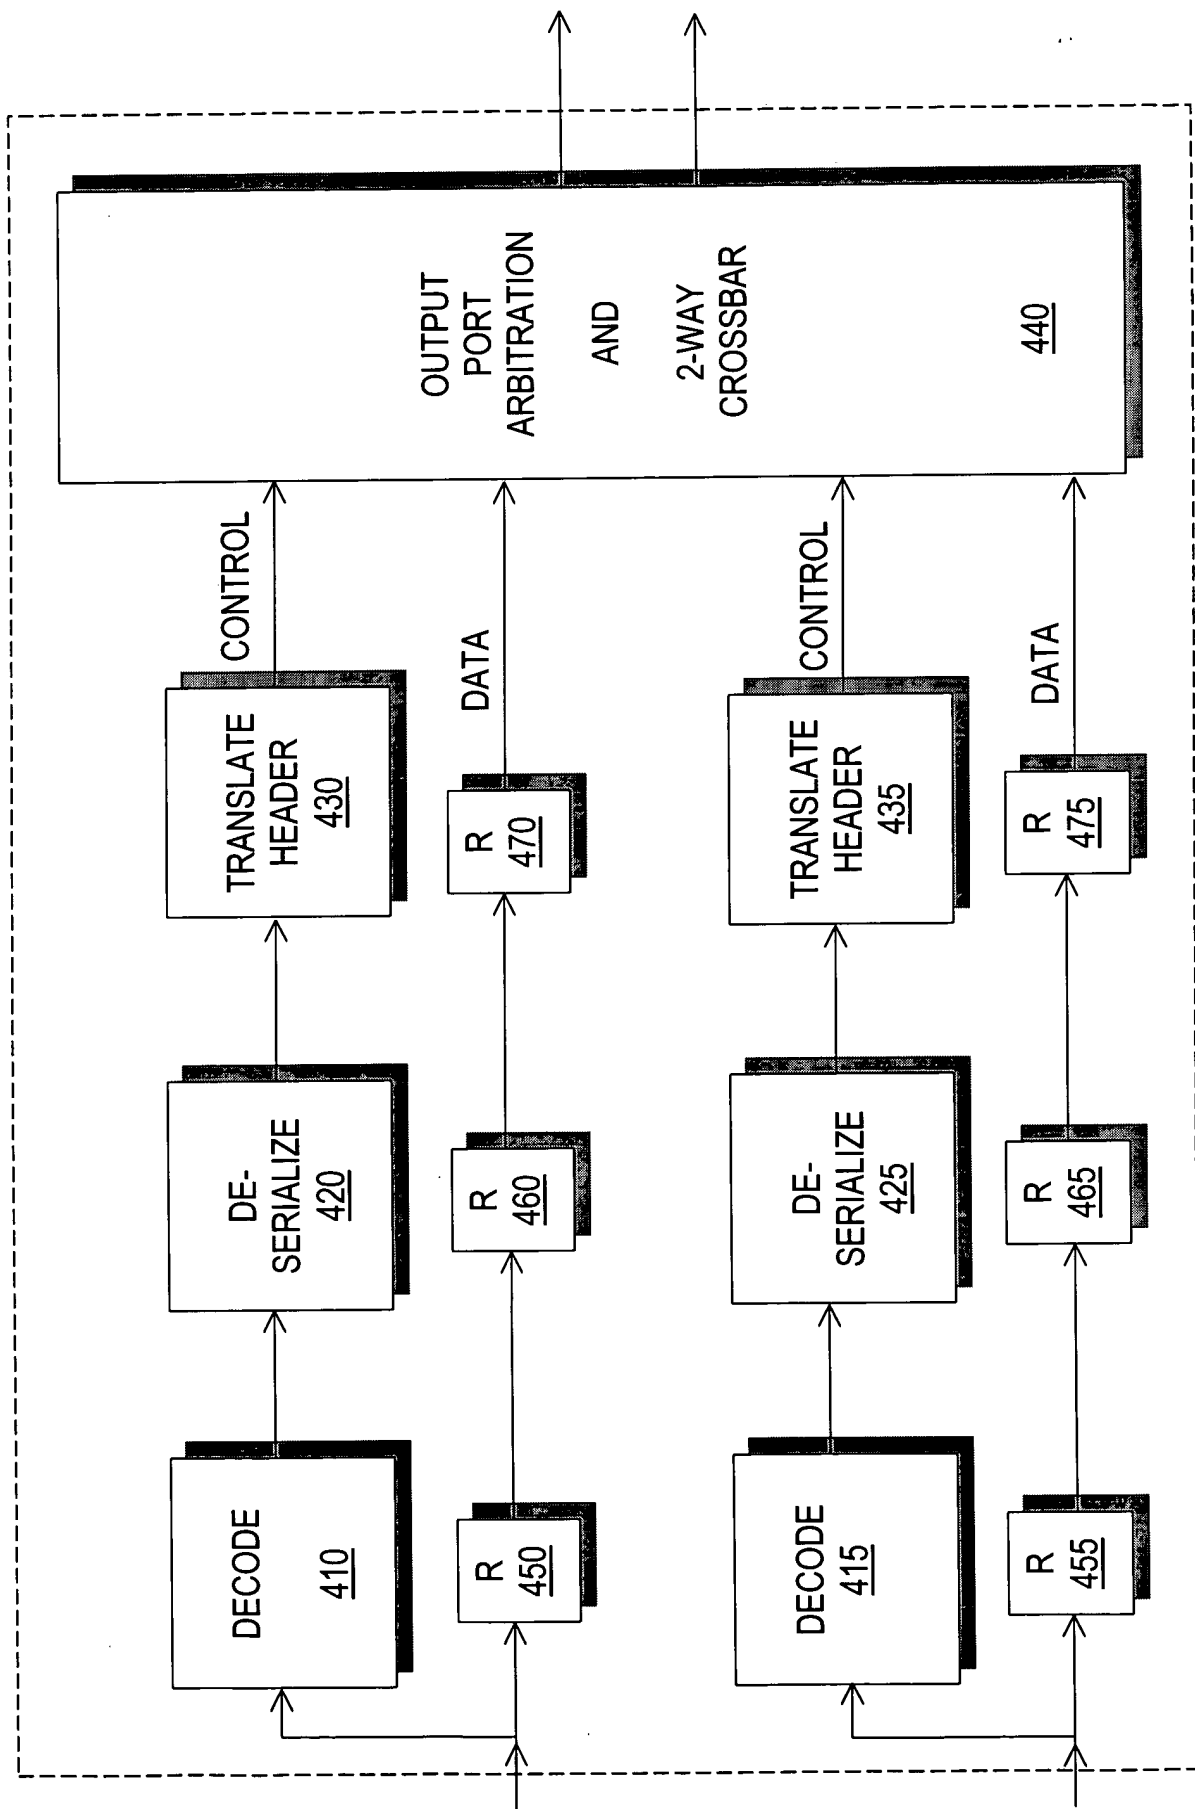 DECODE
410
DE-
SERIALIZE
420
TRANSLATE
HEADER
430
CONTROL
R
450
R
460
R
470
DATA
DECODE
415
DE-
SERIALIZE
425
TRANSLATE
HEADER
435
CONTROL
R
455
R
465
R
475
DATA
OUTPUT
PORT
ARBITRATION
AND
2-WAY
CROSSBAR
440